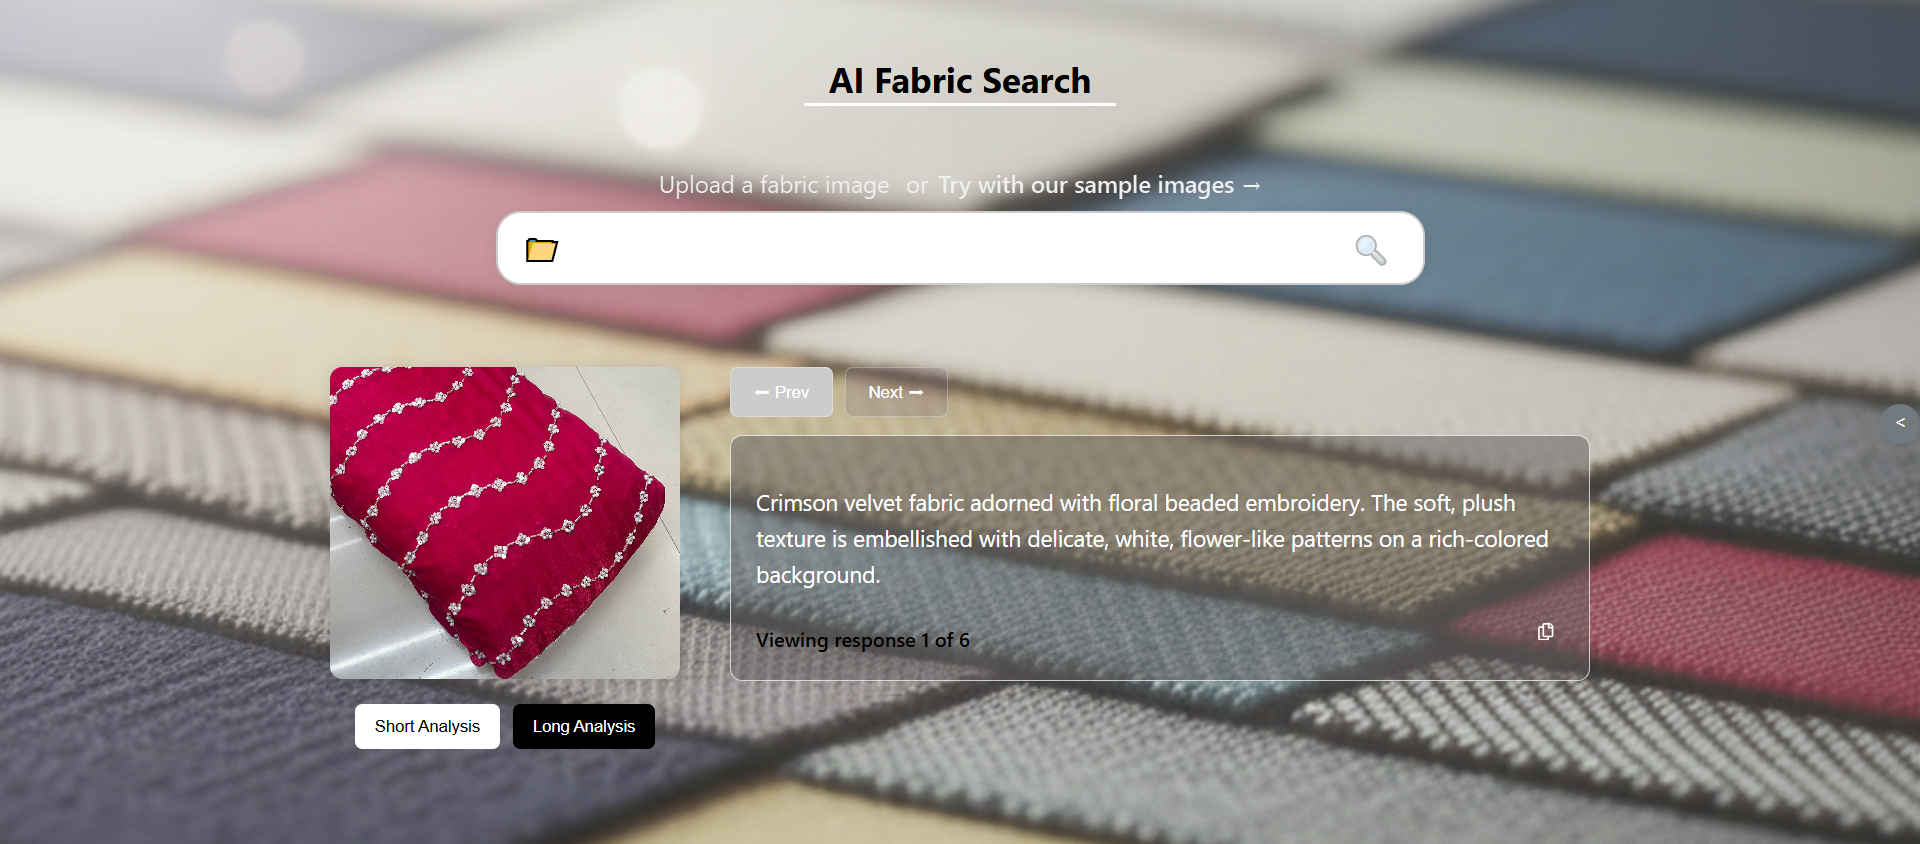 AI Fabric Search
Upload a fabric image or Try with our sample images →
← Prev
Next →
<
Crimson velvet fabric adorned with floral beaded embroidery. The soft, plush
texture is embellished with delicate, white, flower-like patterns on a rich-colored
background.
Viewing response 1 of 6
Short Analysis
Long Analysis